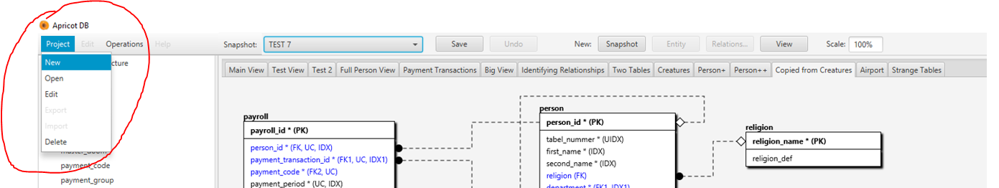 Apricot DB
Project Edit Operations Help
Snapshot: TEST 7 Save Undo New: Snapshot Entity Relations... View Scale: 100%
New
Open
Edit
Export
Import
Delete
cture
payment_code
payment_group
Main View Test View Test 2 Full Person View Payment Transactions Big View Identifying Relationships Two Tables Creatures Person+ Person++ Copied from Creatures Airport Strange Tables
payroll
payroll_id * (PK)
person_id * (FK, UC, IDX)
payment_transaction_id * (FK1, UC, IDX1)
payment_code * (FK2, UC)
payment_period * (UC, IDX)
person
person_id * (PK)
tabel_nummer * (UIDX)
first_name * (IDX)
second_name * (IDX)
religion (FK)
department * (FK1, IDX1)
religion
religion_name * (PK)
religion_def